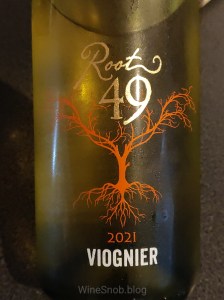 Root
49
2021
VIOGNIER
WineSnob.blog